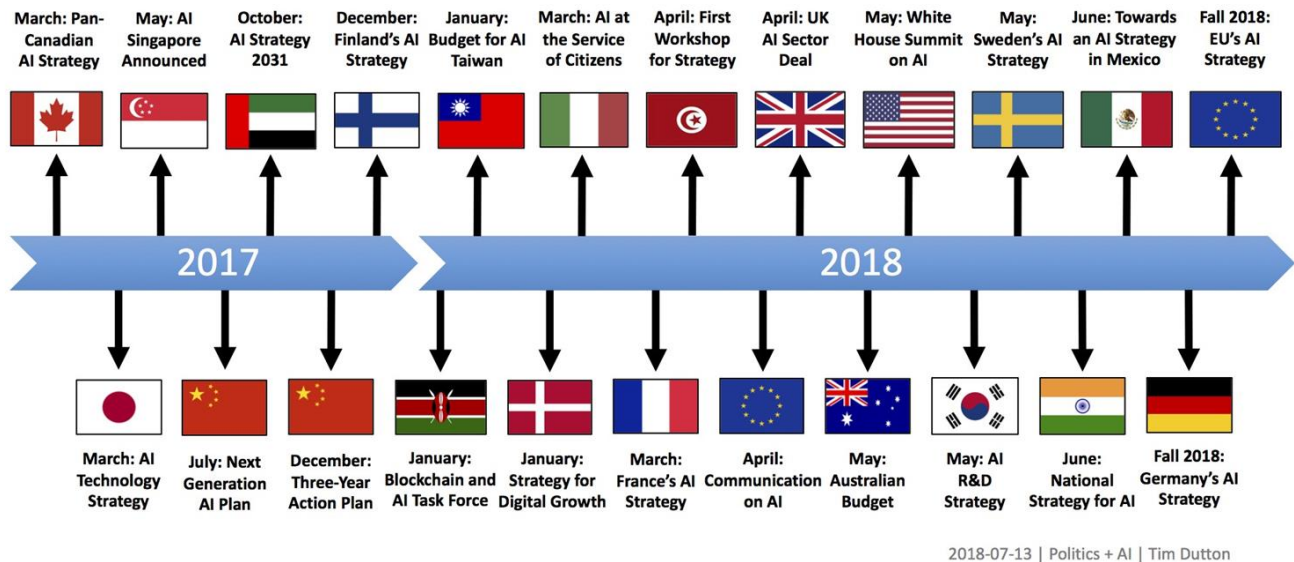 March: Pan-
Canadian
AI Strategy
May: AI
Singapore
Announced
October:
AI Strategy
2031
December:
Finland's AI
Strategy
January:
Budget for AI
Taiwan
March: AI at
the Service
of Citizens
April: First
Workshop
for Strategy
April: UK
AI Sector
Deal
May: White
House Summit
on AI
May:
Sweden's AI
Strategy
June: Towards
an AI Strategy
in Mexico
Fall 2018:
EU's AI
Strategy
2017
2018
March: AI
Technology
Strategy
July: Next
Generation
AI Plan
December:
Three-Year
Action Plan
January:
Blockchain and
AI Task Force
January:
Strategy for
Digital Growth
March:
France's AI
Strategy
April:
Communication
on AI
May:
Australian
Budget
May: AI
R&D
Strategy
June:
National
Strategy for AI
Fall 2018:
Germany's AI
Strategy
2018-07-13 | Politics + AI | Tim Dutton